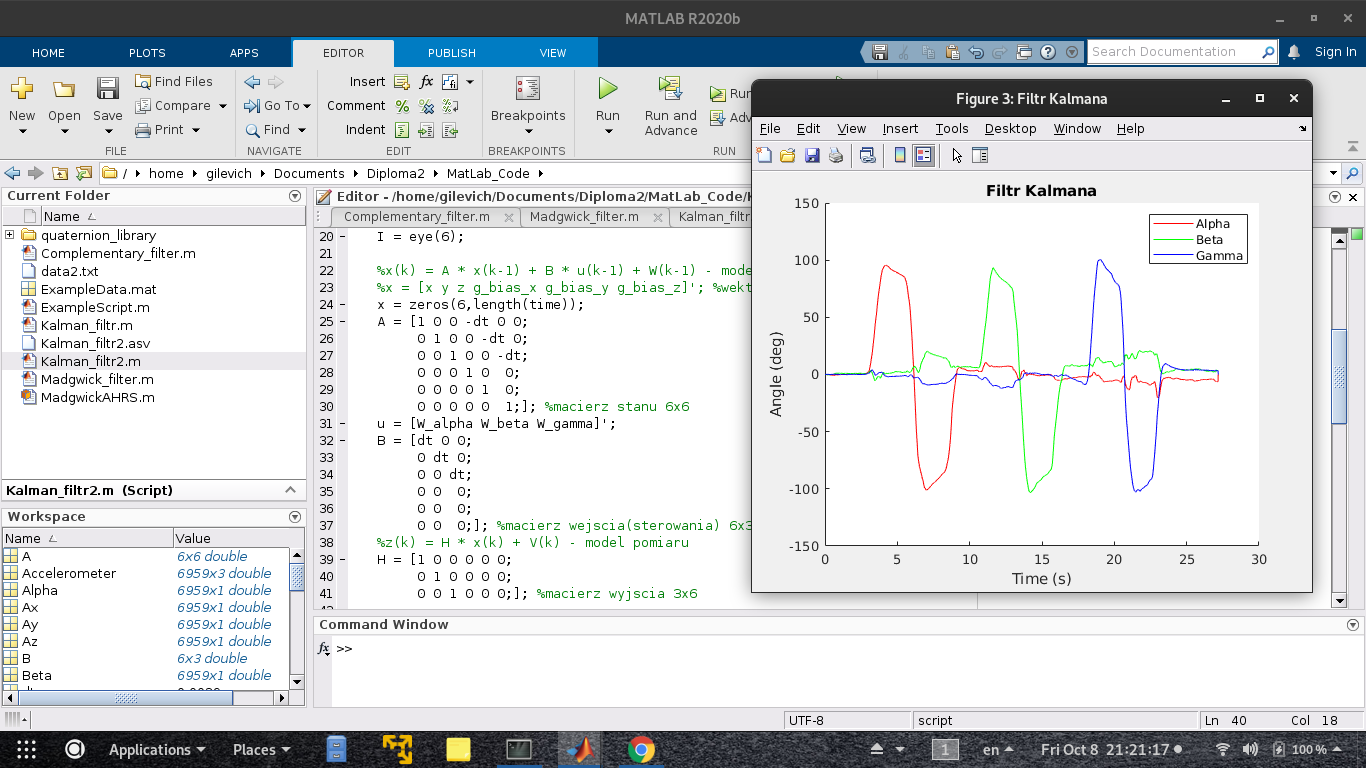 MATLAB R2020b
HOME PLOTS APPS EDITOR PUBLISH VIEW
Search Documentation Sign In
New Open Save
Find Files
Compare
Print
FILE
Go To
Find
NAVIGATE
Insert fx
Comment
Indent
EDIT
Breakpoints
BREAKPOINTS
Run
Run and
Advance
RUN
/ home gilevich Documents Diploma2 MatLab_Code
Current Folder
Name
quaternion_library
Complementary_filter.m
data2.txt
ExampleData.mat
ExampleScript.m
Kalman_filtr.m
Kalman_filtr2.asv
Kalman_filtr2.m
Madgwick_filter.m
MadgwickAHRS.m
Kalman_filtr2.m (Script)
Workspace
Name Value
A 6x6 double
Accelerometer 6959x3 double
Alpha 6959x1 double
Ax 6959x1 double
Ay 6959x1 double
Az 6959x1 double
B 6x3 double
Beta 6959x1 double
Editor - /home/gilevich/Documents/Diploma2/MatLab_Code/
Complementary_filter.m Madgwick_filter.m Kalman_filtr
20 I = eye(6);
21
22 %x(k) = A * x(k-1) + B * u(k-1) + W(k-1) - mode
23 %x = [x y z g_bias_x g_bias_y g_bias_z]'; %wekt
24 x = zeros(6,length(time));
25 A = [1 0 0 -dt 0 0;
26 0 1 0 0 -dt 0;
27 0 0 1 0 0 -dt;
28 0 0 0 1 0 0;
29 0 0 0 0 1 0;
30 0 0 0 0 0 1;]; %macierz stanu 6x6
31 u = [W_alpha W_beta W_gamma]';
32 B = [dt 0 0;
33 0 dt 0;
34 0 0 dt;
35 0 0 0;
36 0 0 0;
37 0 0 0;]; %macierz wejscia(sterowania) 6x3
38 %z(k) = H * x(k) + V(k) - model pomiaru
39 H = [1 0 0 0 0 0;
40 0 1 0 0 0 0;
41 0 0 1 0 0 0;]; %macierz wyjscia 3x6
Command Window
fx >>
UTF-8 script Ln 40 Col 18
Figure 3: Filtr Kalmana
File Edit View Insert Tools Desktop Window Help
Filtr Kalmana
Alpha
Beta
Gamma
150
100
50
0
-50
-100
-150
Angle (deg)
0 5 10 15 20 25 30
Time (s)
Applications Places 1 en Fri Oct 8 21:21:17 100 %